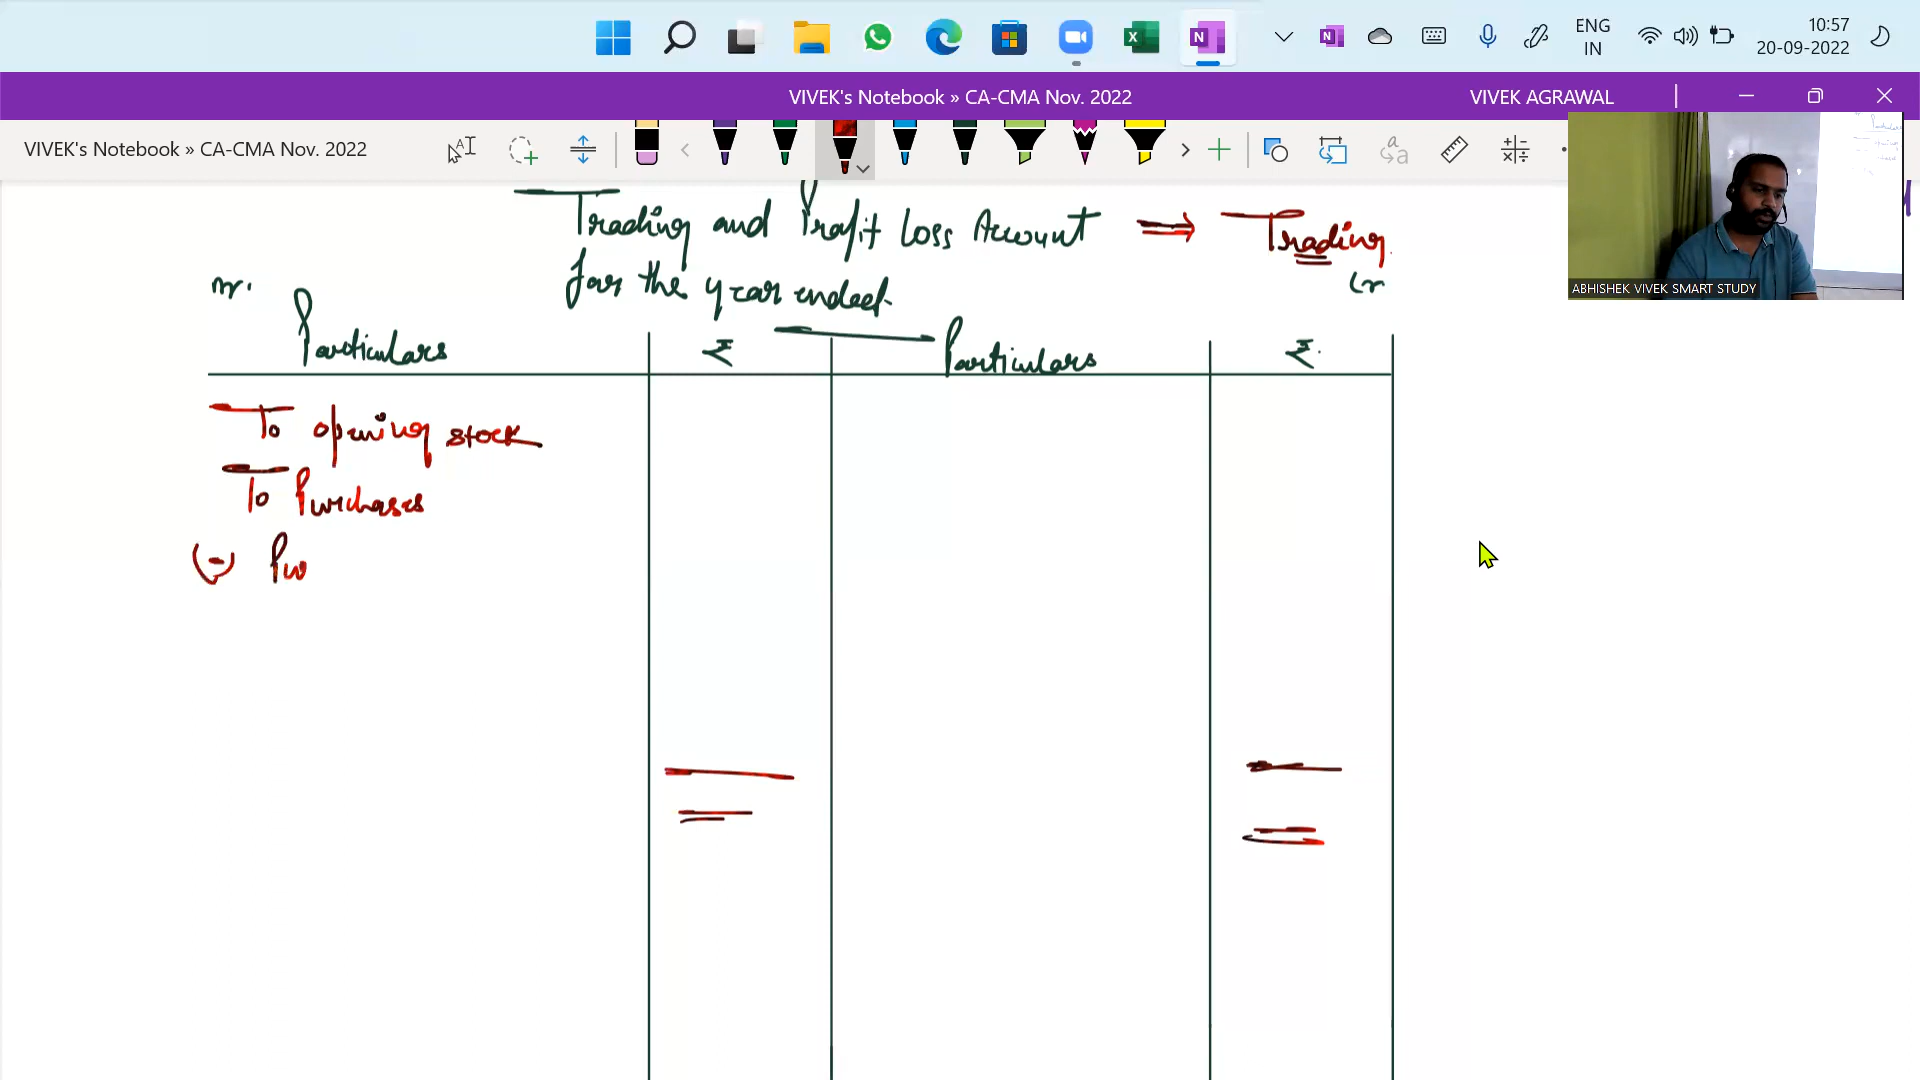 ENG
IN
10:57
20-09-2022
VIVEK's Notebook » CA-CMA Nov. 2022
VIVEK AGRAWAL
VIVEK's Notebook » CA-CMA Nov. 2022
Trading and Profit Loss Account ⇒ Trading
for the year ended
Cr
Particulars ₹ Particulars ₹
To opening stock
To Purchases
(-) Pur
ABHISHEK VIVEK SMART STUDY